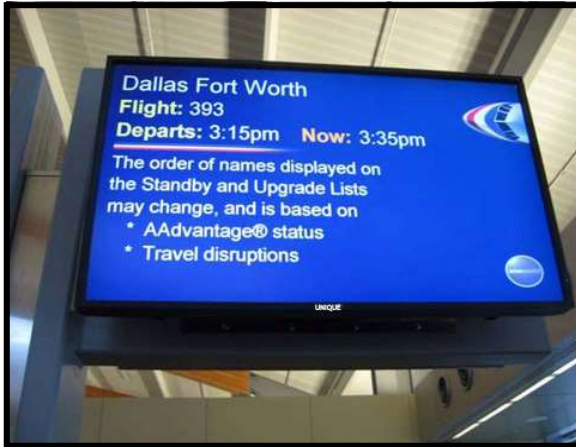 Dallas Fort Worth
Flight: 393
Departs: 3:15pm Now: 3:35pm
The order of names displayed on
the Standby and Upgrade Lists
may change, and is based on
* AAdvantage® status
* Travel disruptions
UNIQUE